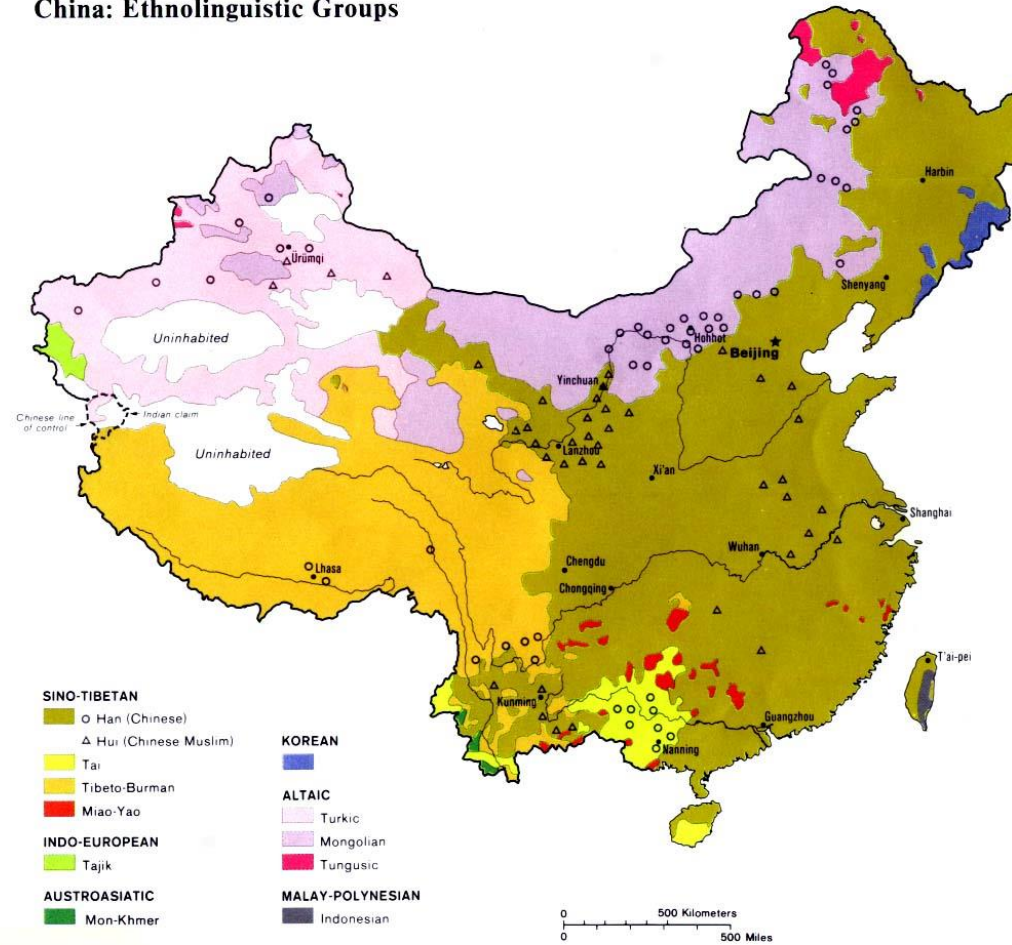 China: Ethnolinguistic Groups
Harbin
Ürümqi
Shenyang
Uninhabited
Hohhot
Beijing
Yinchuan
Chinese line
of control
Indian claim
Uninhabited
Lanzhou
Xi'an
Shanghai
Wuhan
Chengdu
Lhasa
Chongqing
T'ai-pei
Kunming
Guangzhou
Nanning
SINO-TIBETAN
Han (Chinese)
Hui (Chinese Muslim)
Tai
Tibeto-Burman
Miao-Yao
INDO-EUROPEAN
Tajik
AUSTROASIATIC
Mon-Khmer
KOREAN
ALTAIC
Turkic
Mongolian
Tungusic
MALAY-POLYNESIAN
Indonesian
0 500 Kilometers
0 500 Miles